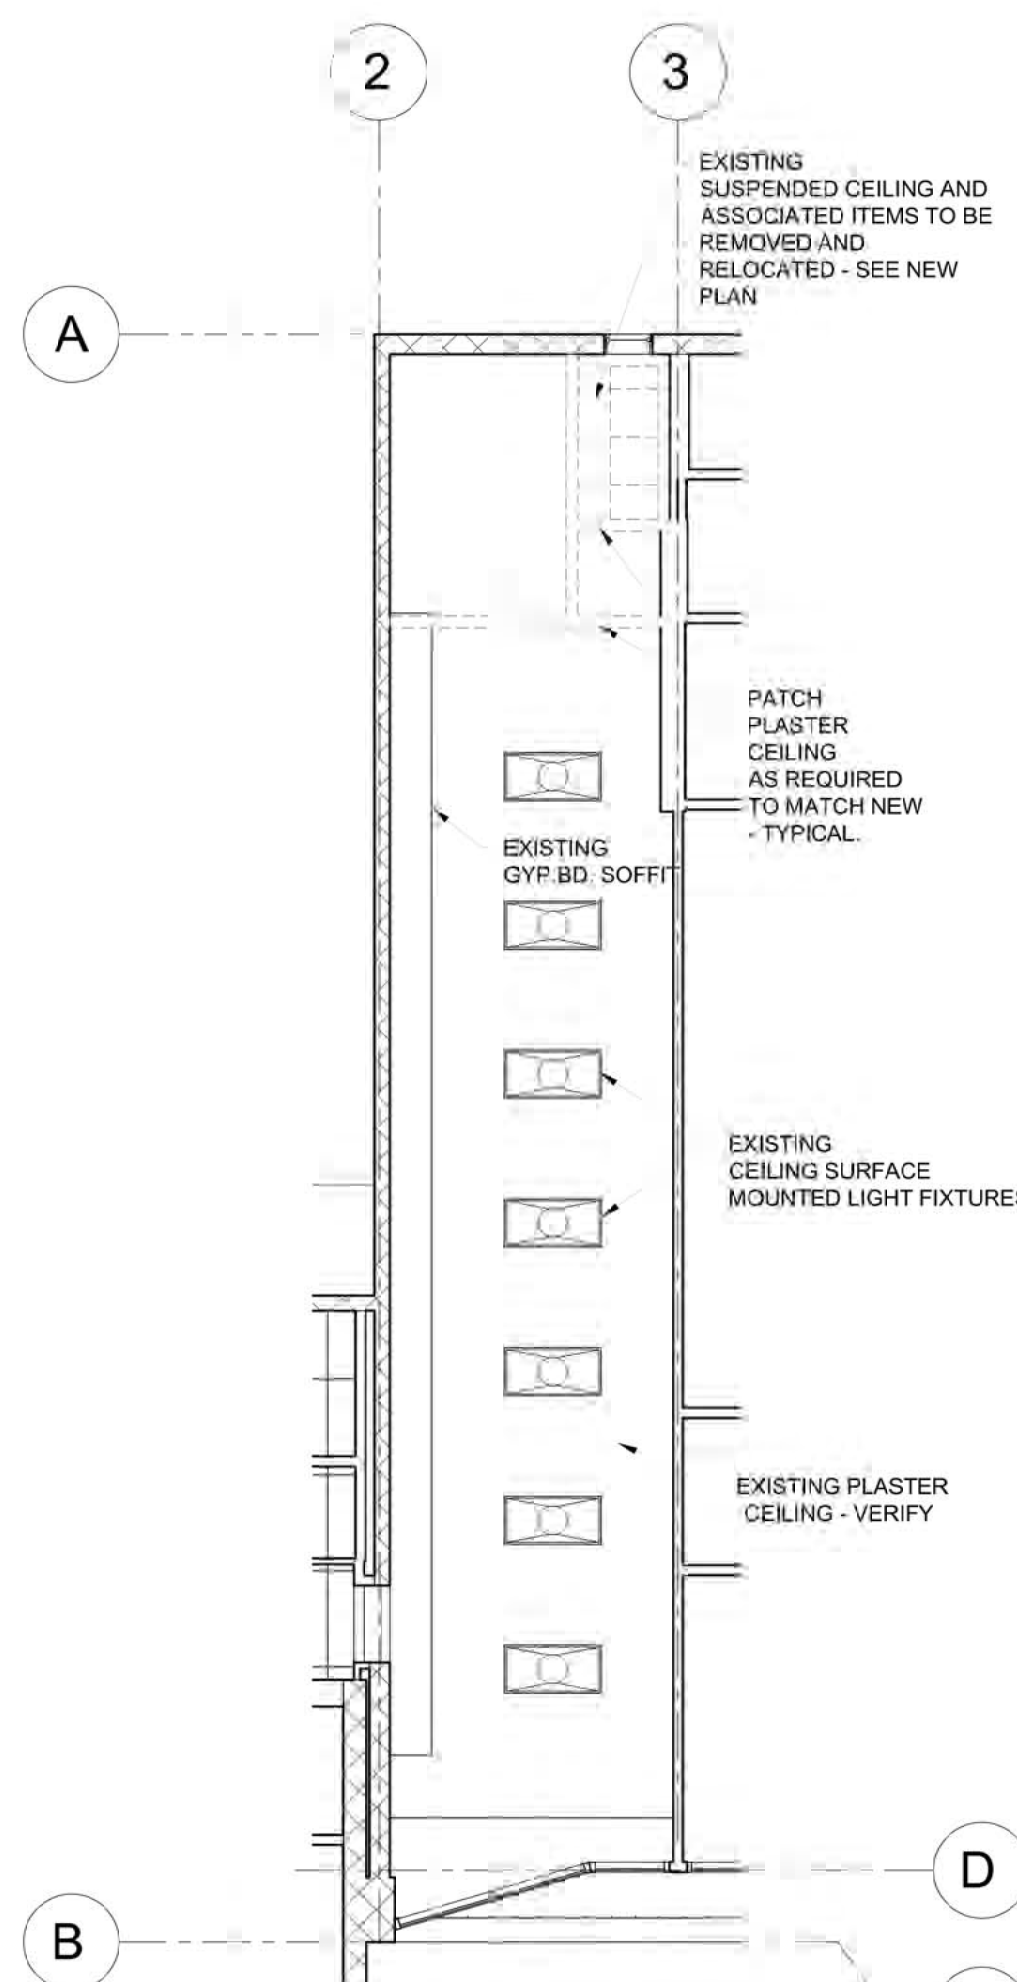 2
3
EXISTING
SUSPENDED CEILING AND
ASSOCIATED ITEMS TO BE
REMOVED AND
RELOCATED - SEE NEW
PLAN
A
PATCH
PLASTER
CEILING
AS REQUIRED
TO MATCH NEW
- TYPICAL.
EXISTING
GYP.BD. SOFFIT
EXISTING
CEILING SURFACE
MOUNTED LIGHT FIXTURES
EXISTING PLASTER
CEILING - VERIFY
D
B